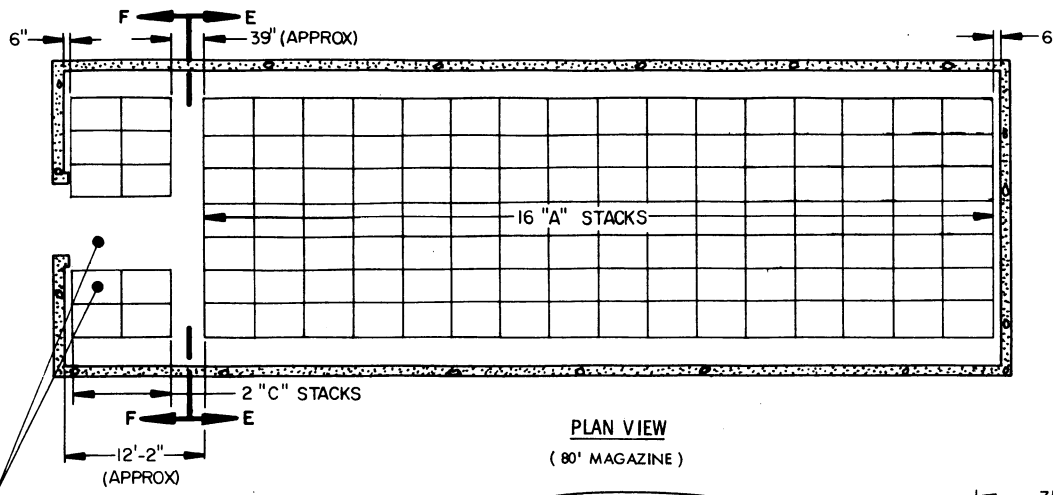 F E
6" 39" (APPROX) 6
16 "A" STACKS
2 "C" STACKS
F E
12'-2"
(APPROX)
PLAN VIEW
( 80' MAGAZINE )